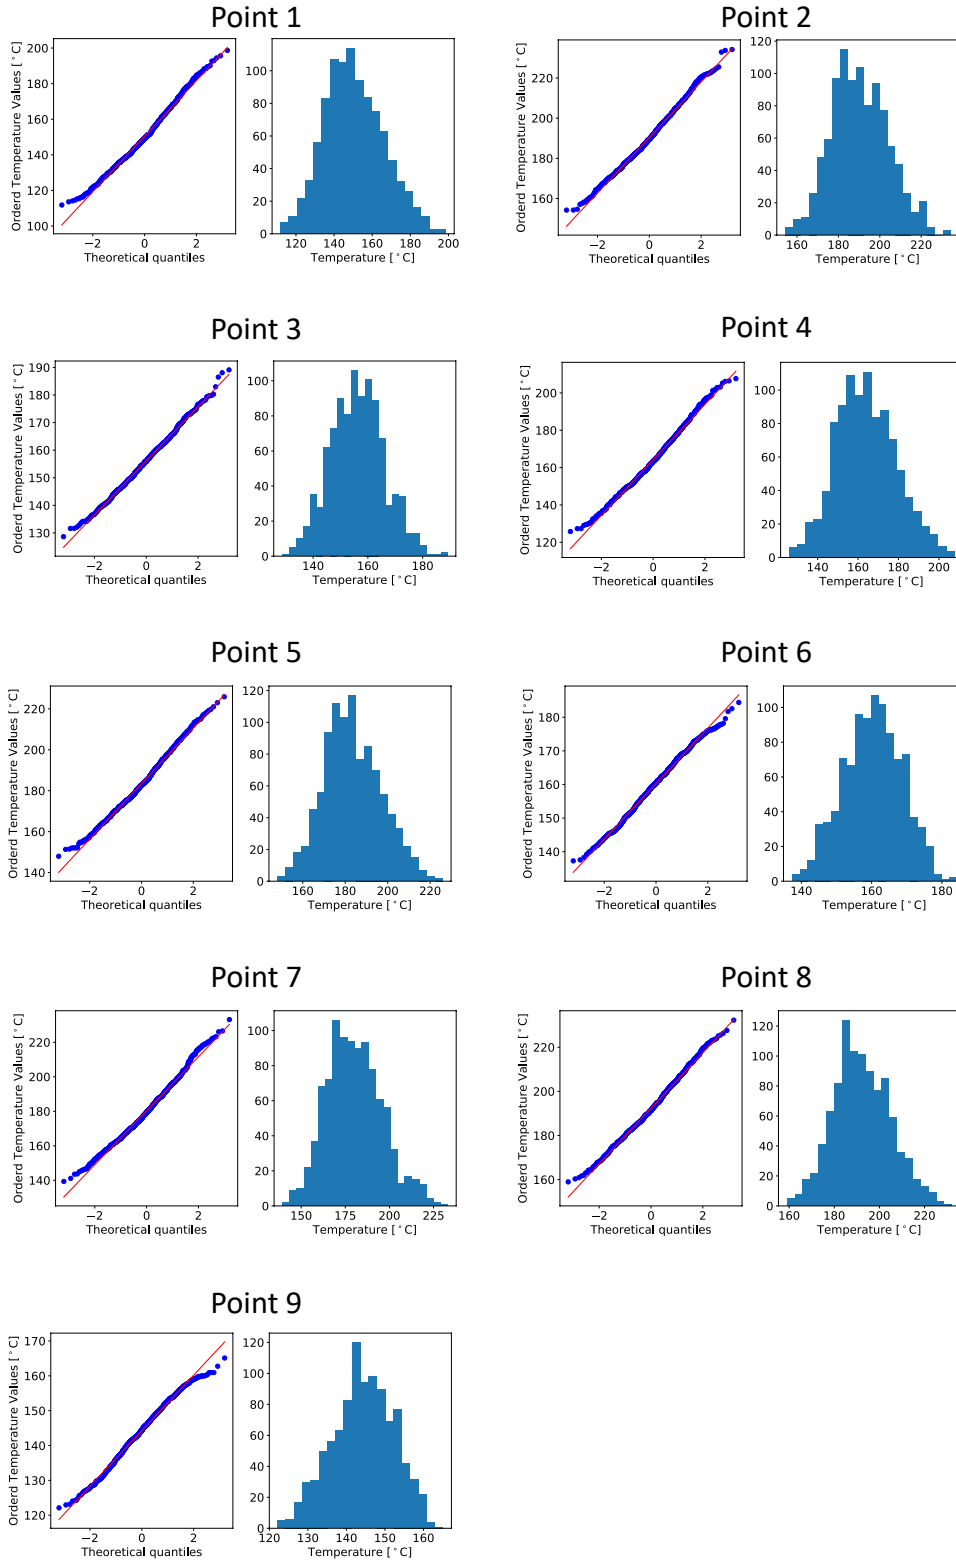 Point 1
Orderd Temperature Values [°C]
200
180
160
140
120
100
−2 0 2
Theoretical quantiles
100
80
60
40
20
0
120 140 160 180 200
Temperature [°C]
Point 2
Orderd Temperature Values [°C]
220
200
180
160
−2 0 2
Theoretical quantiles
120
100
80
60
40
20
0
160 180 200 220
Temperature [°C]
Point 3
Orderd Temperature Values [°C]
190
180
170
160
150
140
130
−2 0 2
Theoretical quantiles
100
80
60
40
20
0
140 160 180
Temperature [°C]
Point 4
Orderd Temperature Values [°C]
200
180
160
140
120
−2 0 2
Theoretical quantiles
100
80
60
40
20
0
140 160 180 200
Temperature [°C]
Point 5
Orderd Temperature Values [°C]
220
200
180
160
140
−2 0 2
Theoretical quantiles
120
100
80
60
40
20
0
160 180 200 220
Temperature [°C]
Point 6
Orderd Temperature Values [°C]
180
170
160
150
140
−2 0 2
Theoretical quantiles
100
80
60
40
20
0
140 160 180
Temperature [°C]
Point 7
Orderd Temperature Values [°C]
220
200
180
160
140
−2 0 2
Theoretical quantiles
100
80
60
40
20
0
150 175 200 225
Temperature [°C]
Point 8
Orderd Temperature Values [°C]
220
200
180
160
−2 0 2
Theoretical quantiles
120
100
80
60
40
20
0
160 180 200 220
Temperature [°C]
Point 9
Orderd Temperature Values [°C]
170
160
150
140
130
120
−2 0 2
Theoretical quantiles
120
100
80
60
40
20
0
120 130 140 150 160
Temperature [°C]